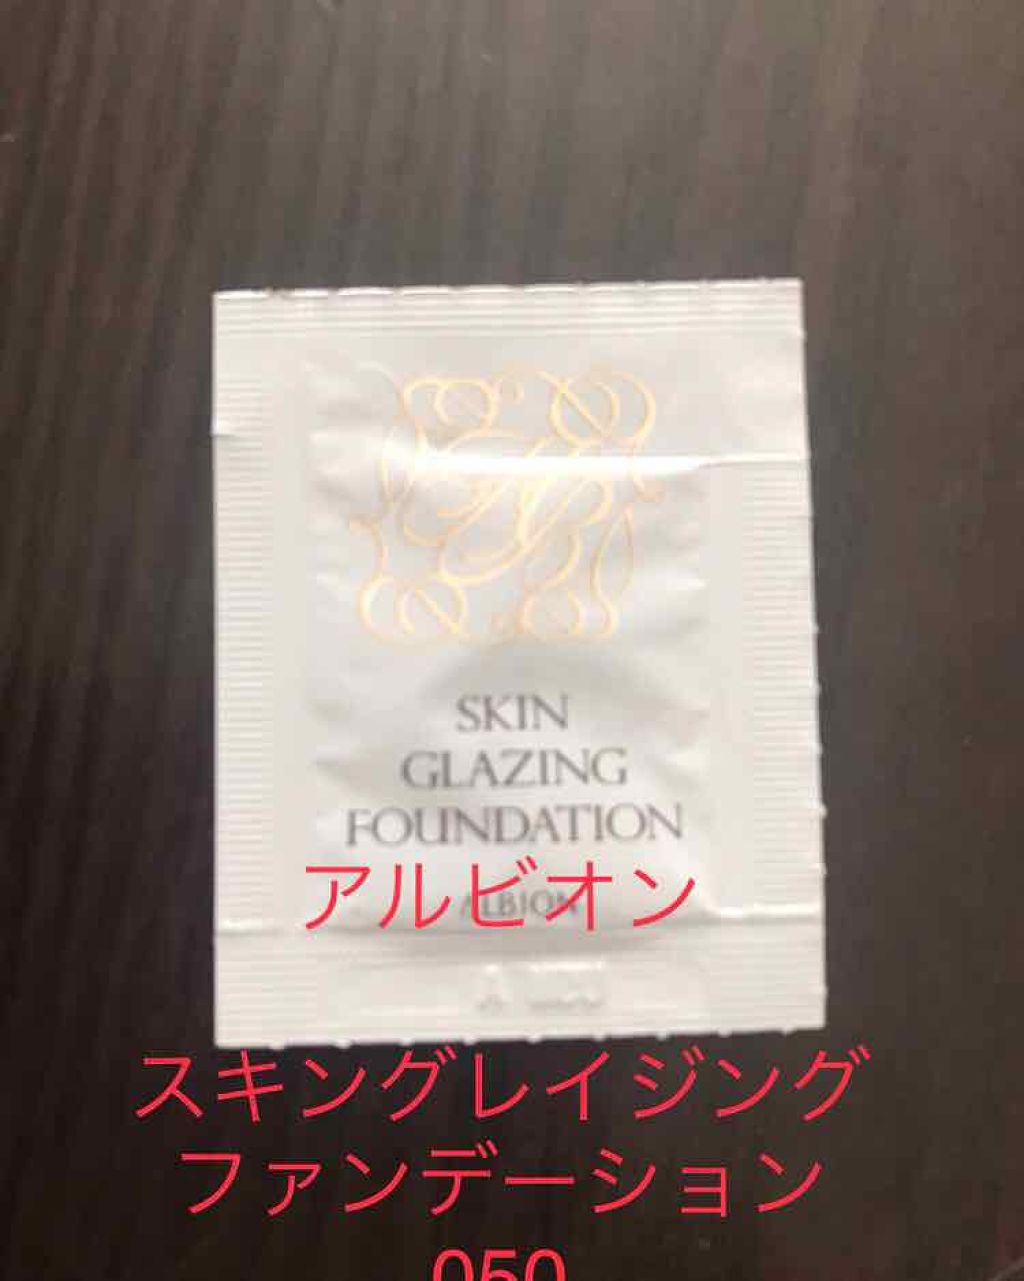 SKIN
GLAZING
FOUNDATION
アルビオン
ALBION
スキングレイジング
ファンデーション
050